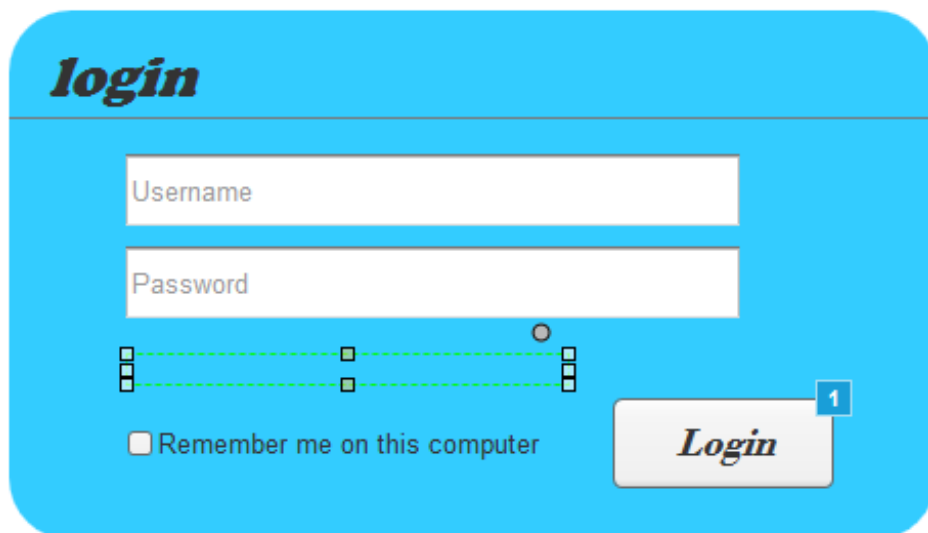 login
Username
Password
1
Remember me on this computer
Login